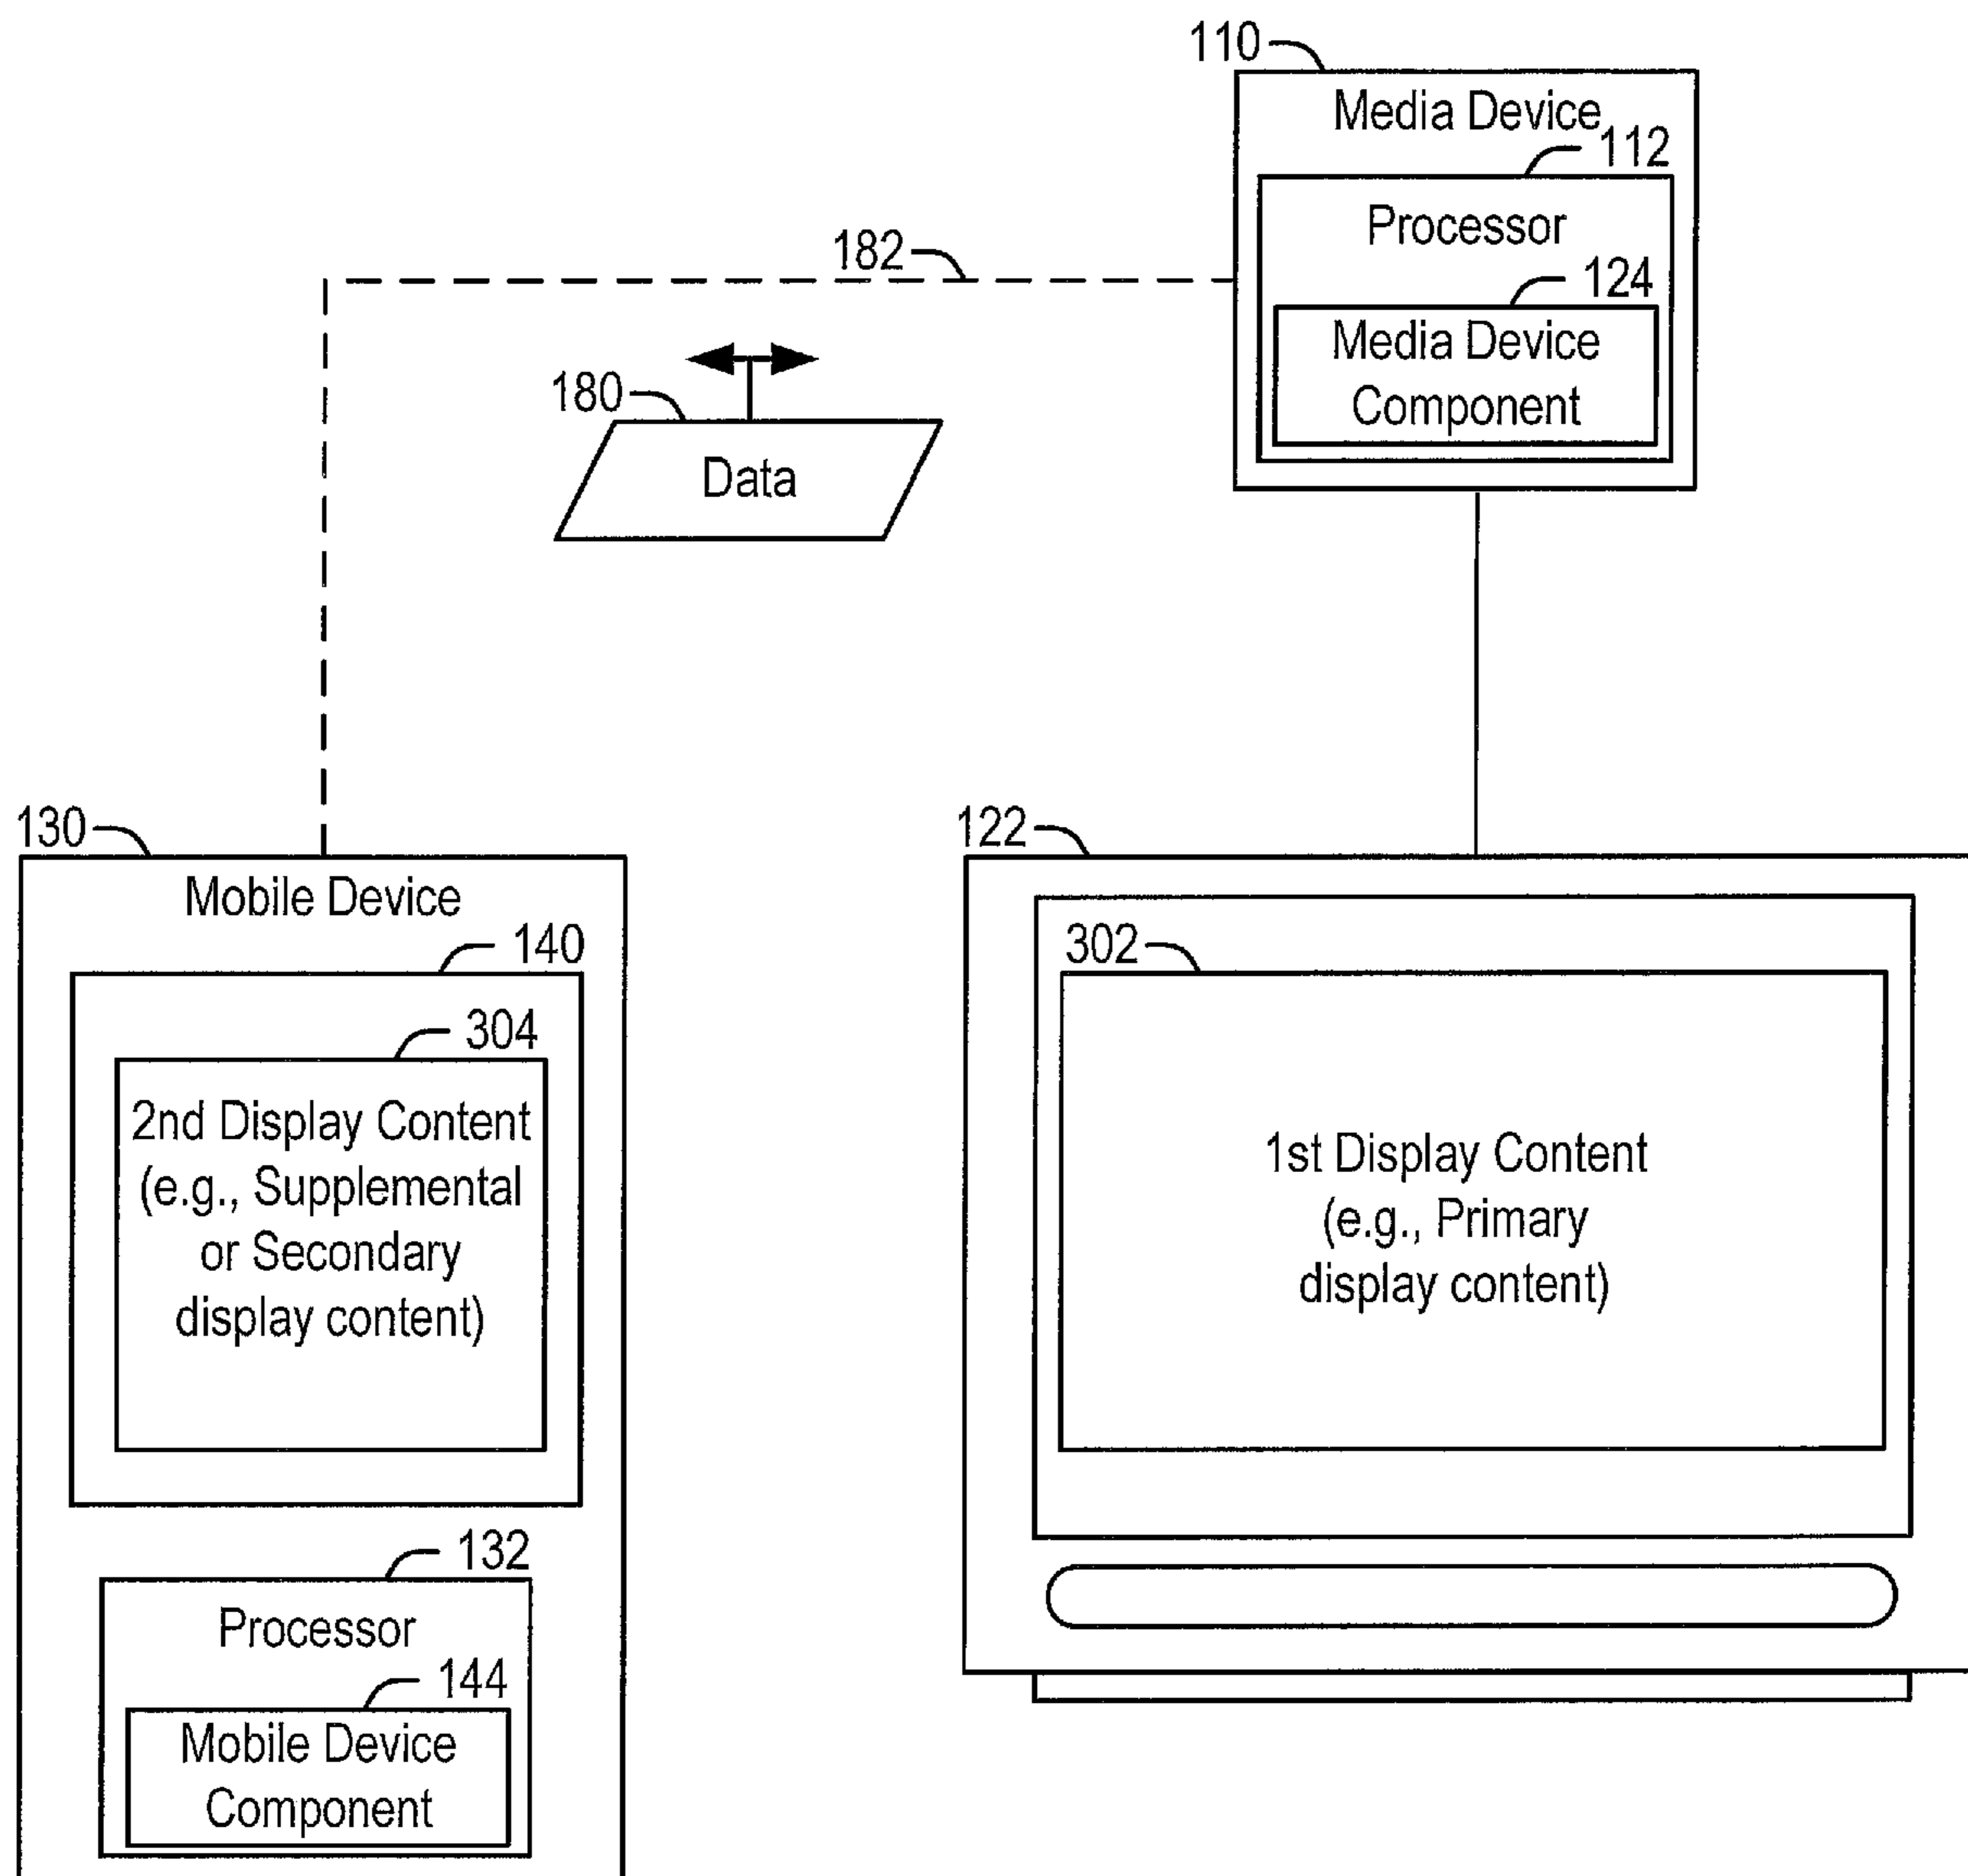 110
Media Device
112
Processor
182
124
Media Device
Component
180
Data
130
Mobile Device
122
140
302
304
2nd Display Content
(e.g., Supplemental
or Secondary
display content)
1st Display Content
(e.g., Primary
display content)
132
Processor
144
Mobile Device
Component